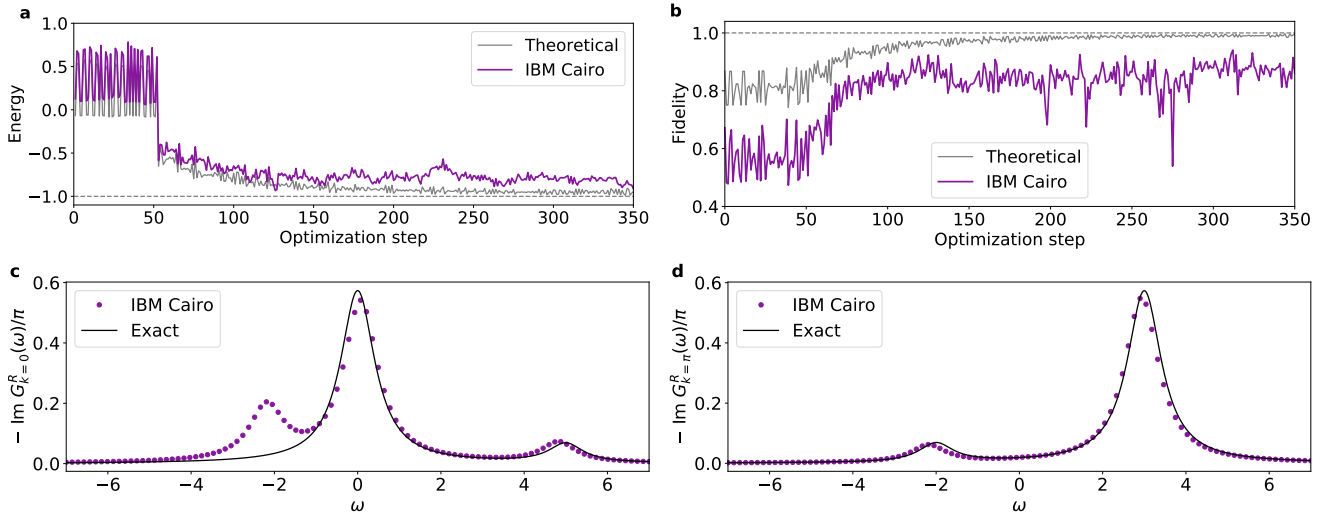 a
1.0
0.5
0.0
−0.5
−1.0
Energy
Theoretical
IBM Cairo
0 50 100 150 200 250 300 350
Optimization step
b
1.0
0.8
0.6
0.4
Fidelity
Theoretical
IBM Cairo
0 50 100 150 200 250 300 350
Optimization step
c
0.6
0.4
0.2
0.0
− Im G^R_{k=0}(ω)/π
IBM Cairo
Exact
−6 −4 −2 0 2 4 6
ω
d
0.6
0.4
0.2
0.0
− Im G^R_{k=π}(ω)/π
IBM Cairo
Exact
−6 −4 −2 0 2 4 6
ω